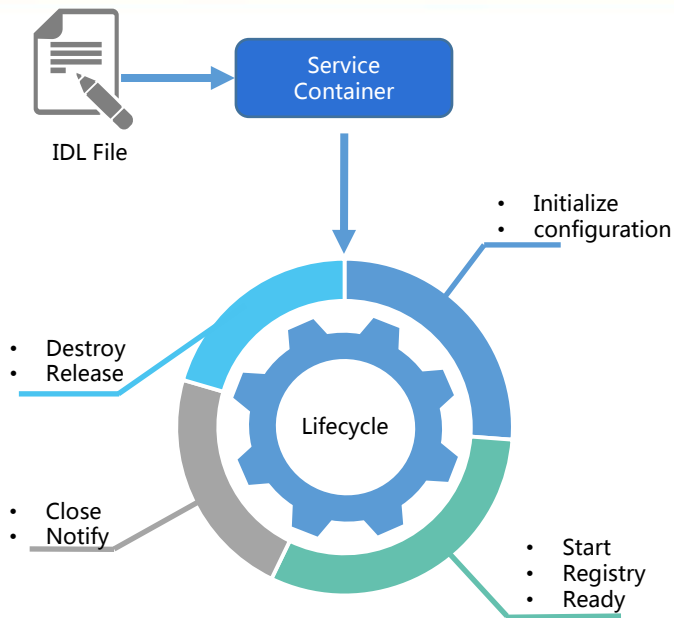 Service
Container
IDL File
• Initialize
• configuration
• Destroy
• Release
Lifecycle
• Close
• Notify
• Start
• Registry
• Ready